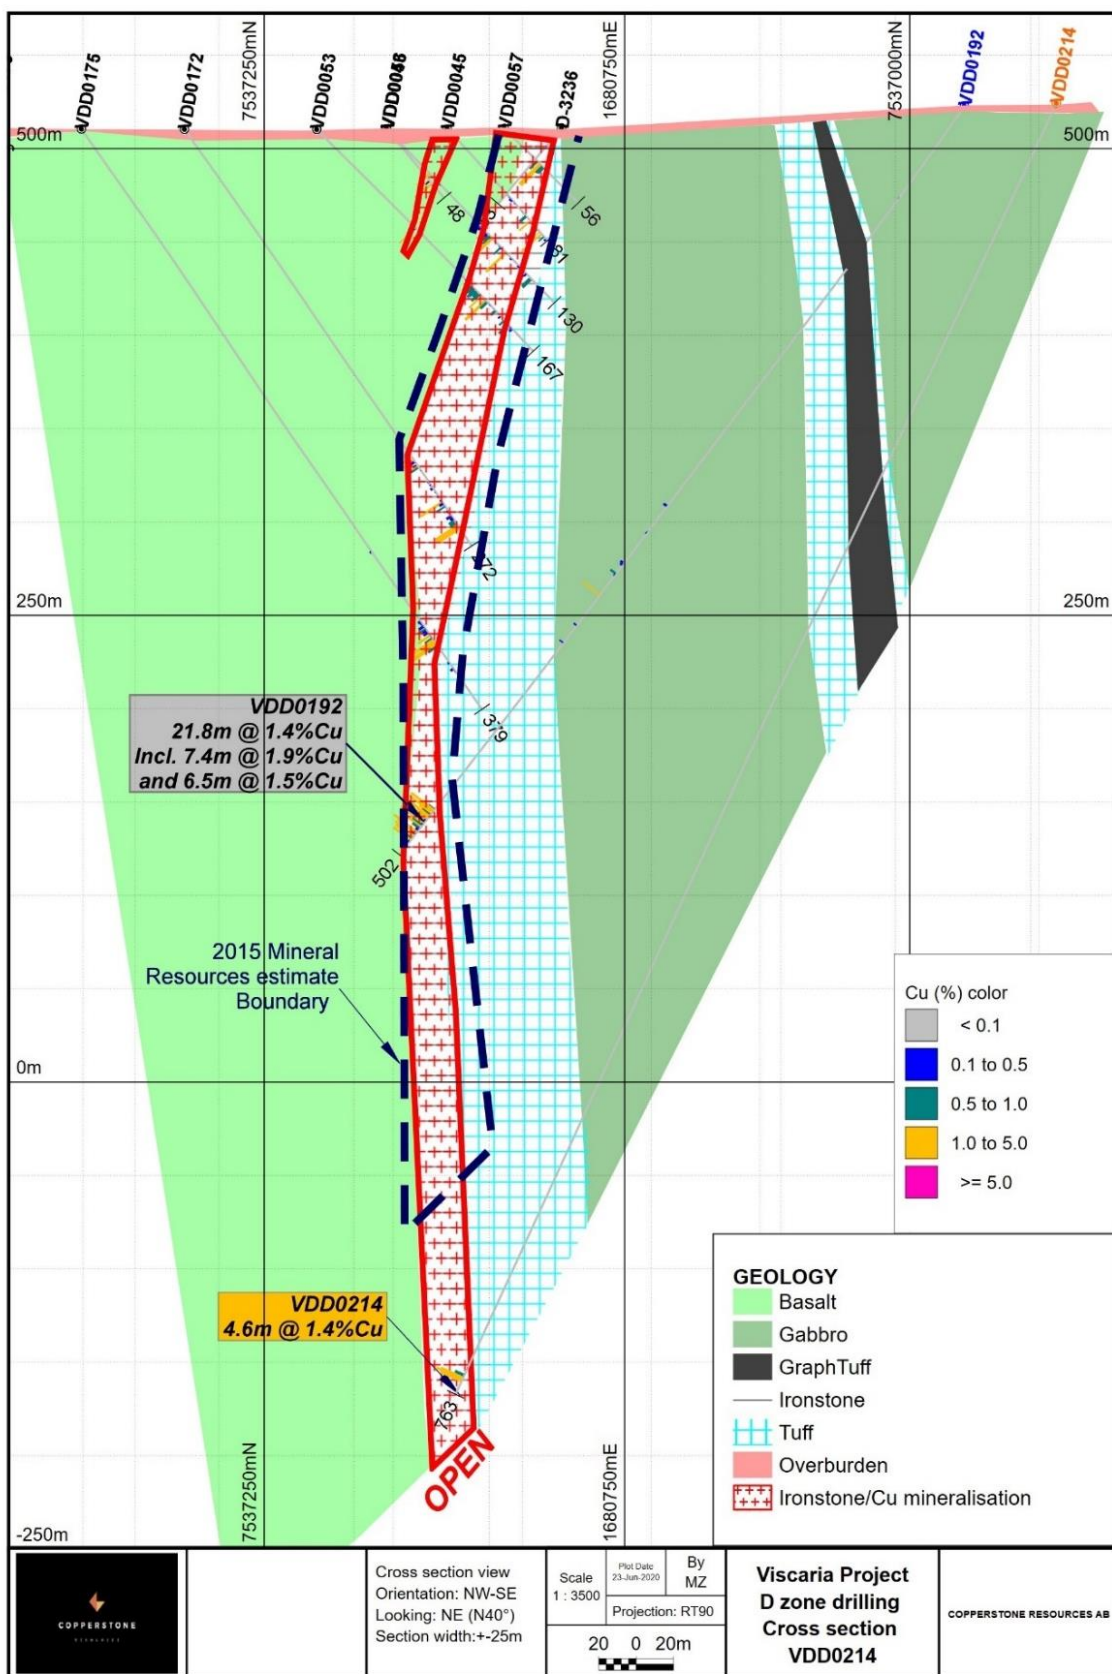 VDD0175
VDD0172
7537250mN
VDD0053
VDD0045
VDD0057
D-3236
1680750mE
7537000mN
VDD0192
VDD0214
500m
500m
48
56
81
130
167
272
250m
250m
379
VDD0192
21.8m @ 1.4%Cu
Incl. 7.4m @ 1.9%Cu
and 6.5m @ 1.5%Cu
502
2015 Mineral
Resources estimate
Boundary
0m
Cu (%) color
< 0.1
0.1 to 0.5
0.5 to 1.0
1.0 to 5.0
>= 5.0
VDD0214
4.6m @ 1.4%Cu
763
OPEN
7537250mN
1680750mE
-250m
GEOLOGY
Basalt
Gabbro
GraphTuff
Ironstone
Tuff
Overburden
Ironstone/Cu mineralisation
COPPERSTONE
RESOURCES
Cross section view
Orientation: NW-SE
Looking: NE (N40°)
Section width:+-25m
Scale
1 : 3500
Plot Date
23-Jun-2020
By
MZ
Projection: RT90
20 0 20m
Viscaria Project
D zone drilling
Cross section
VDD0214
COPPERSTONE RESOURCES AB